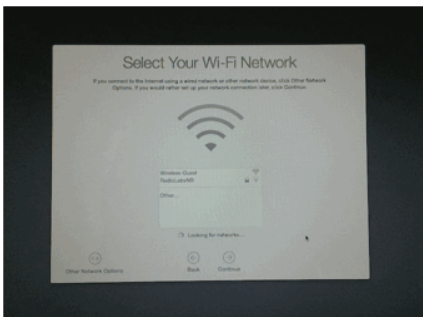 Select Your Wi-Fi Network
If you connect to the Internet using a wired network or other network device, click Other Network
Options. If you would rather set up your network connection later, click Continue.
Wireless Guest
Other...
Looking for networks...
Other Network Options
Back
Continue